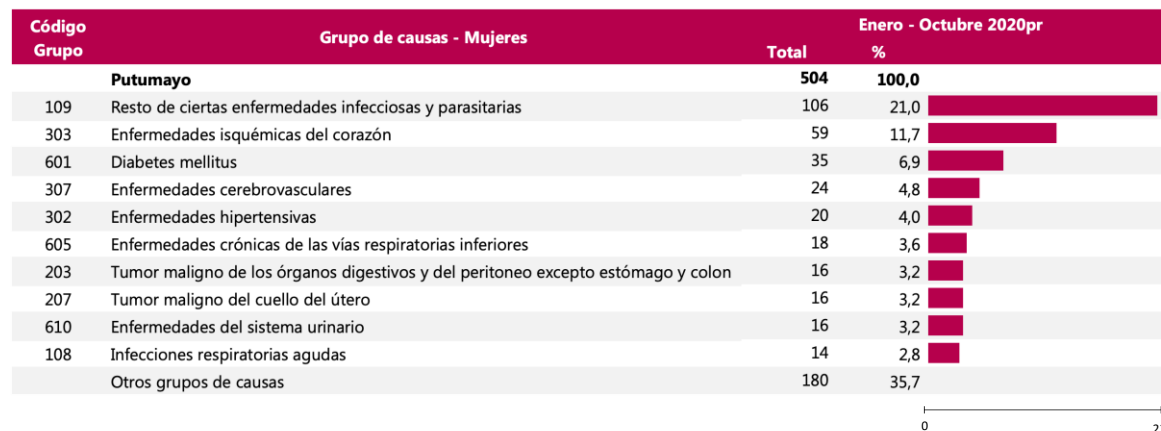 Código Grupo Grupo de causas - Mujeres Enero - Octubre 2020pr
Total %
Putumayo 504 100,0
109 Resto de ciertas enfermedades infecciosas y parasitarias 106 21,0
303 Enfermedades isquémicas del corazón 59 11,7
601 Diabetes mellitus 35 6,9
307 Enfermedades cerebrovasculares 24 4,8
302 Enfermedades hipertensivas 20 4,0
605 Enfermedades crónicas de las vías respiratorias inferiores 18 3,6
203 Tumor maligno de los órganos digestivos y del peritoneo excepto estómago y colon 16 3,2
207 Tumor maligno del cuello del útero 16 3,2
610 Enfermedades del sistema urinario 16 3,2
108 Infecciones respiratorias agudas 14 2,8
Otros grupos de causas 180 35,7
0